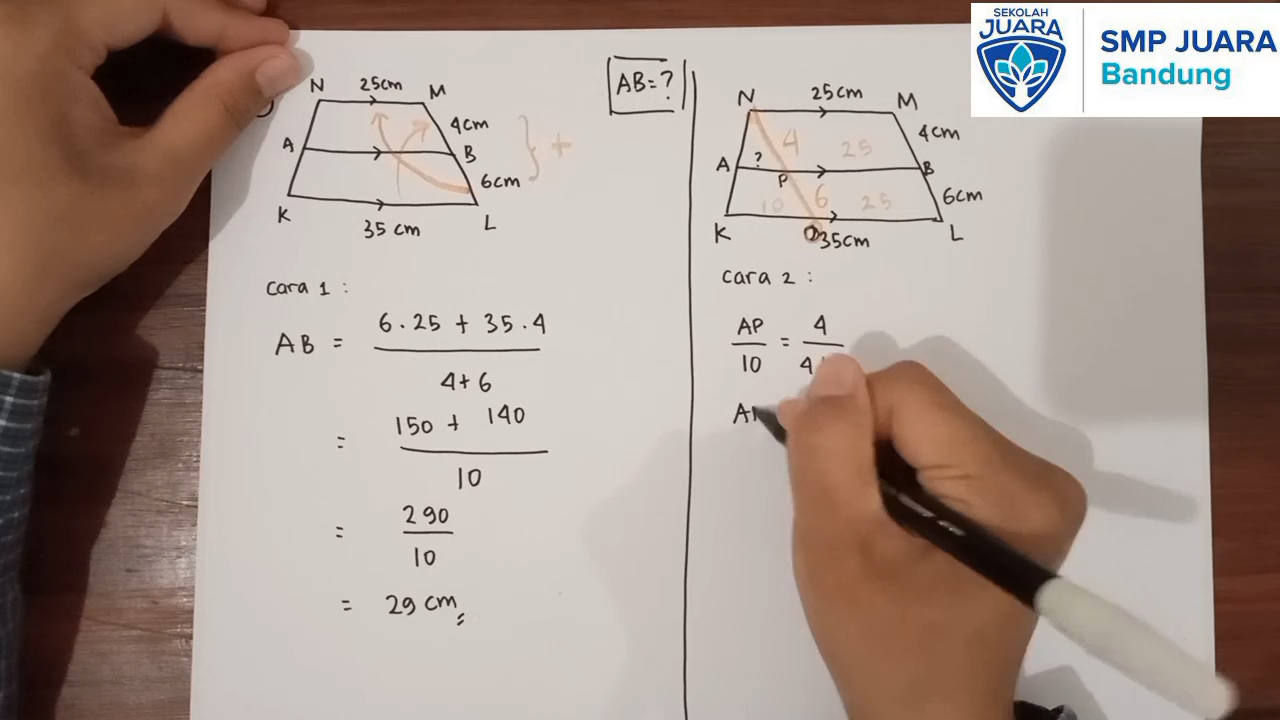 SEKOLAH
JUARA
SMP JUARA
Bandung
AB = ?
N 25cm M
4cm
A B
6cm
+
K L
35 cm
Cara 1 :
AB = 6.25 + 35.4
4+6
= 150 + 140
10
= 290
10
= 29 cm
N 25cm M
4 25 4cm
A ? B
P
10 6 25 6cm
K 35cm L
Cara 2 :
AP = 4
10 4